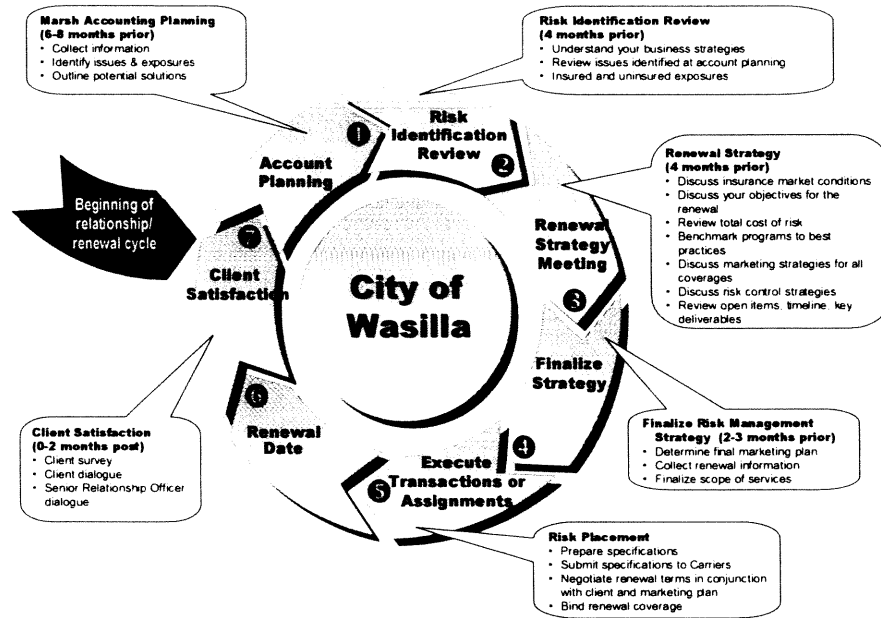 Marsh Accounting Planning
(6-8 months prior)
• Collect information
• Identify issues & exposures
• Outline potential solutions
Risk Identification Review
(4 months prior)
• Understand your business strategies
• Review issues identified at account planning
• Insured and uninsured exposures
Renewal Strategy
(4 months prior)
• Discuss insurance market conditions
• Discuss your objectives for the
renewal
• Review total cost of risk
• Benchmark programs to best
practices
• Discuss marketing strategies for all
coverages
• Discuss risk control strategies
• Review open items, timeline, key
deliverables
Finalize Risk Management
Strategy (2-3 months prior)
• Determine final marketing plan
• Collect renewal information
• Finalize scope of services
Risk Placement
• Prepare specifications
• Submit specifications to Carriers
• Negotiate renewal terms in conjunction
with client and marketing plan
• Bind renewal coverage
Client Satisfaction
(0-2 months post)
• Client survey
• Client dialogue
• Senior Relationship Officer
dialogue
Beginning of
relationship/
renewal cycle
1
Account
Planning
Risk
Identification
Review
2
Renewal
Strategy
Meeting
3
Finalize
Strategy
4
Execute
Transactions or
Assignments
5
6
Renewal
Date
7
Client
Satisfaction
City of
Wasilla